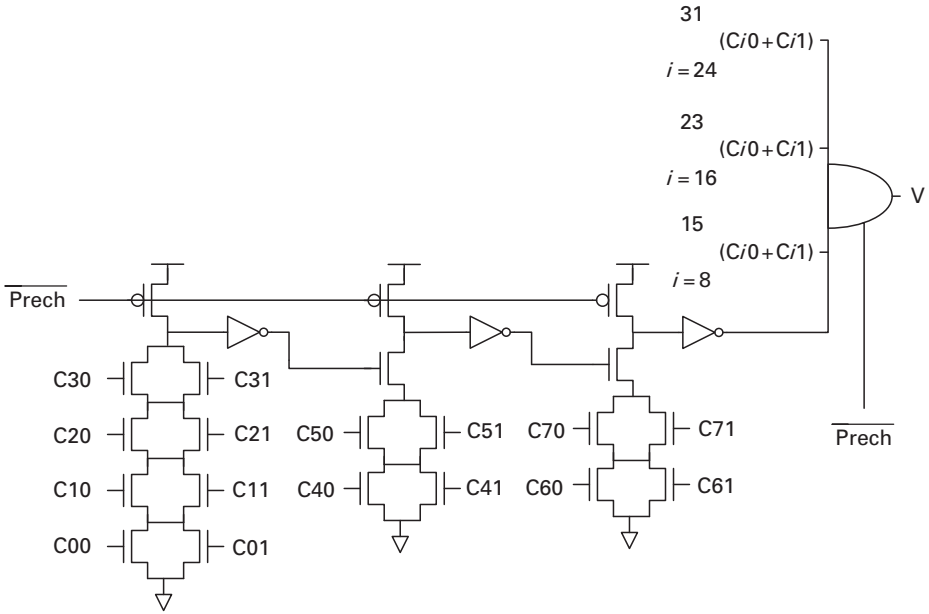 31
(Ci0+Ci1)
i=24
23
(Ci0+Ci1)
i=16
V
15
(Ci0+Ci1)
i=8
Prech
C30 C31
C20 C21
C50 C51
C70 C71
Prech
C10 C11
C40 C41
C60 C61
C00 C01